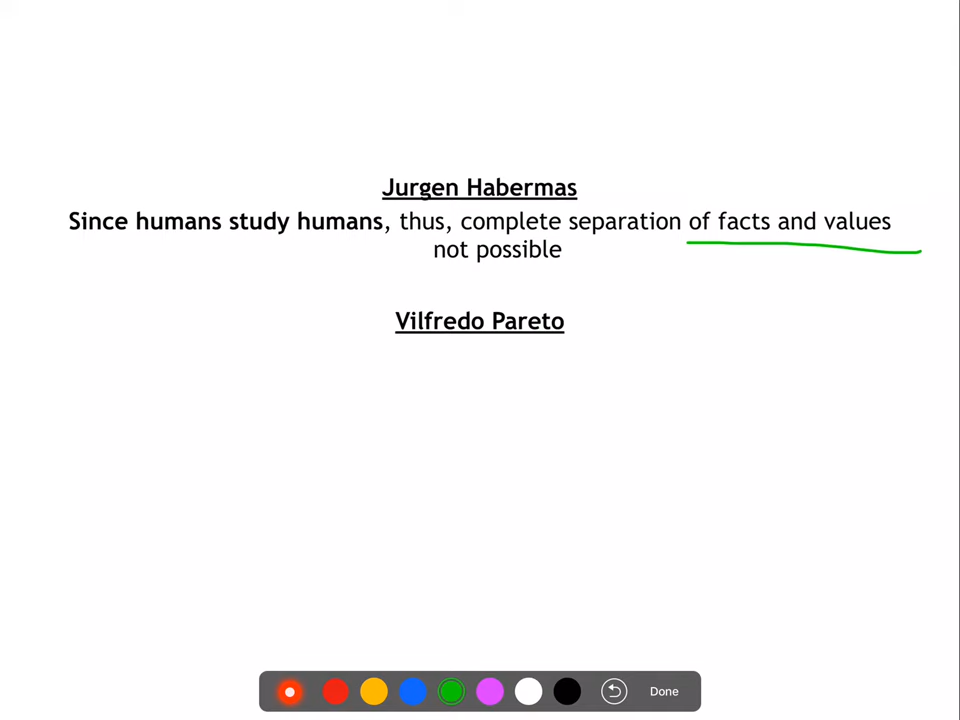 Jurgen Habermas
Since humans study humans, thus, complete separation of facts and values
not possible
Vilfredo Pareto
Done